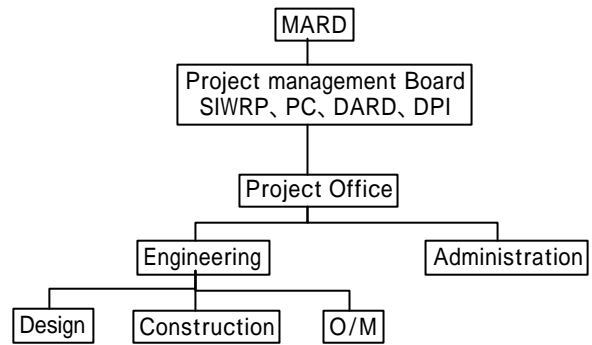 MARD
Project management Board
SIWRP、PC、DARD、DPI
Project Office
Engineering
Administration
Design
Construction
O/M